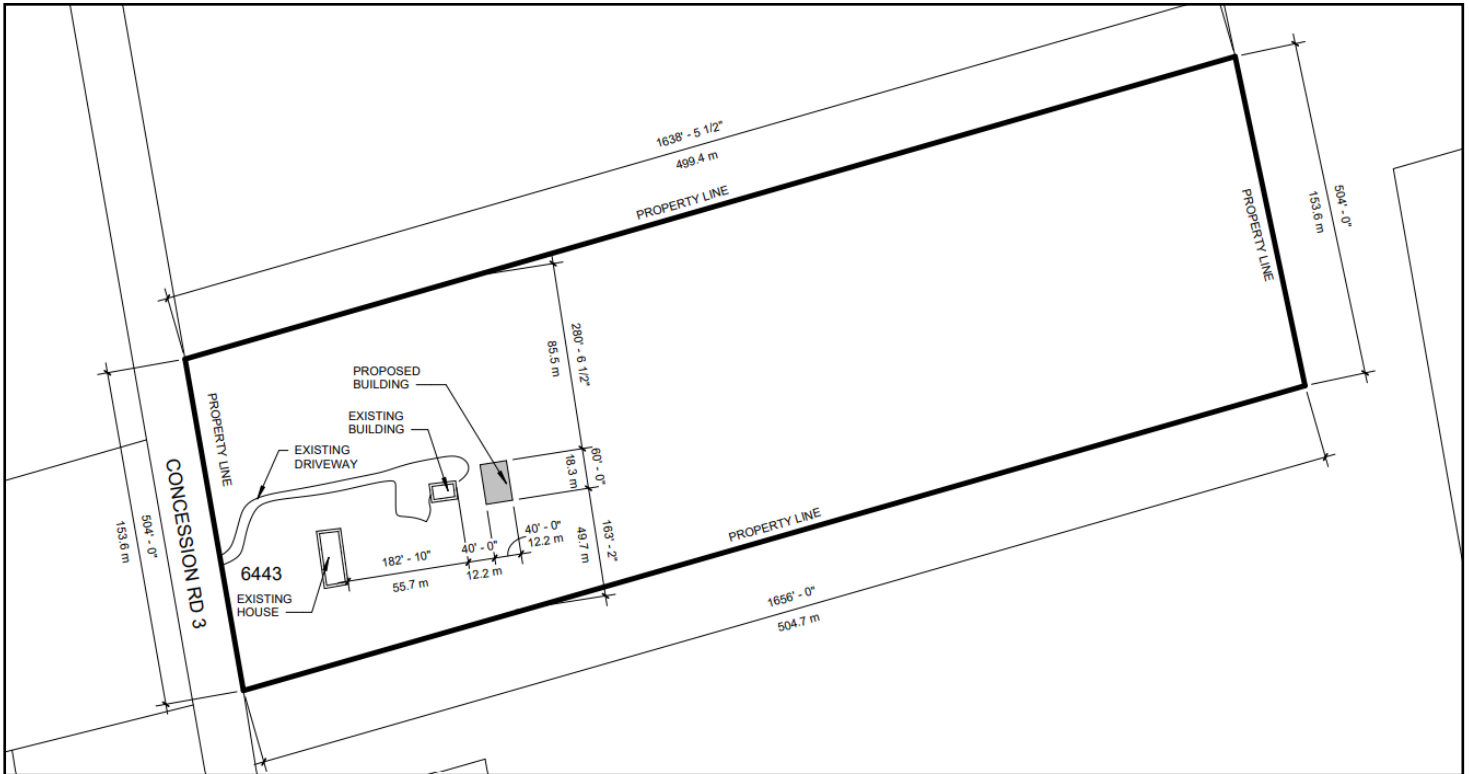 1638' - 5 1/2"
499.4 m
PROPERTY LINE
504' - 0"
153.6 m
PROPERTY LINE
280' - 6 1/2"
85.5 m
PROPOSED
BUILDING
EXISTING
BUILDING
EXISTING
DRIVEWAY
PROPERTY LINE
60' - 0"
18.3 m
CONCESSION RD 3
504' - 0"
153.6 m
6443
EXISTING
HOUSE
182' - 10"
55.7 m
40' - 0"
12.2 m
40' - 0"
12.2 m
163' - 2"
49.7 m
PROPERTY LINE
1656' - 0"
504.7 m